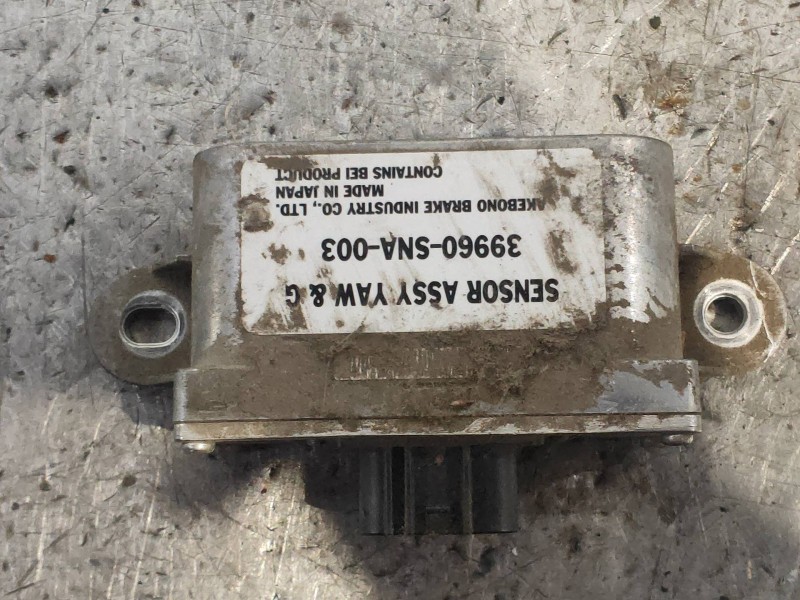 SENSOR ASSY YAW & G
39960-SNA-003
AKEBONO BRAKE INDUSTRY CO., LTD.
MADE IN JAPAN
CONTAINS BEI PRODUCT